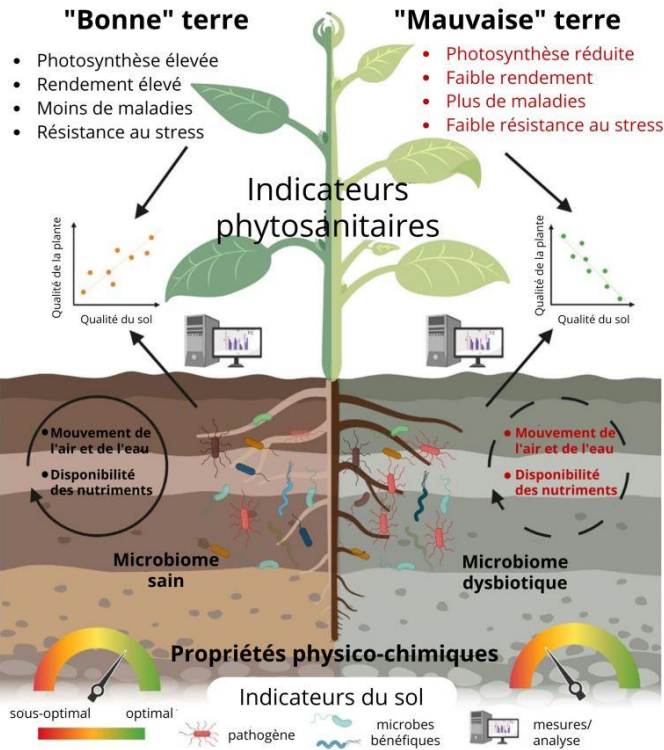 "Bonne" terre
• Photosynthèse élevée
• Rendement élevé
• Moins de maladies
• Résistance au stress
"Mauvaise" terre
• Photosynthèse réduite
• Faible rendement
• Plus de maladies
• Faible résistance au stress
Indicateurs
phytosanitaires
Qualité de la plante
Qualité du sol
Qualité de la plante
Qualité du sol
• Mouvement de
l'air et de l'eau
• Disponibilité
des nutriments
• Mouvement de
l'air et de l'eau
• Disponibilité
des nutriments
Microbiome
sain
Microbiome
dysbiotique
Propriétés physico-chimiques
Indicateurs du sol
sous-optimal
optimal
pathogène
microbes
bénéfiques
mesures/
analyse